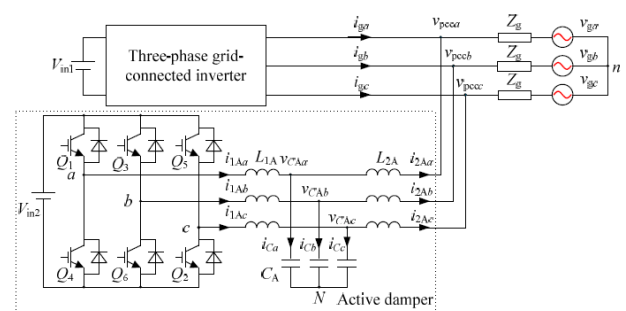 V_in1
Three-phase grid-
connected inverter
i_ga
i_gb
i_gc
v_pcca
v_pccb
v_pccc
Z_g
Z_g
Z_g
v_ga
v_gb
v_gc
n
V_in2
Q_1
Q_3
Q_5
a
b
c
Q_4
Q_6
Q_2
i_1Aa
i_1Ab
i_1Ac
L_1A
v_CAa
v_CAb
v_CAc
L_2A
i_2Aa
i_2Ab
i_2Ac
i_Ca
i_Cb
i_Cc
C_A
N
Active damper